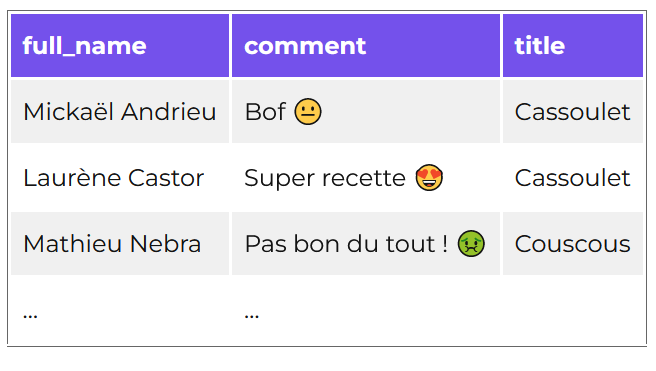 full_name comment title
Mickaël Andrieu Bof 😐 Cassoulet
Laurène Castor Super recette 😍 Cassoulet
Mathieu Nebra Pas bon du tout ! 🤢 Couscous
... ...